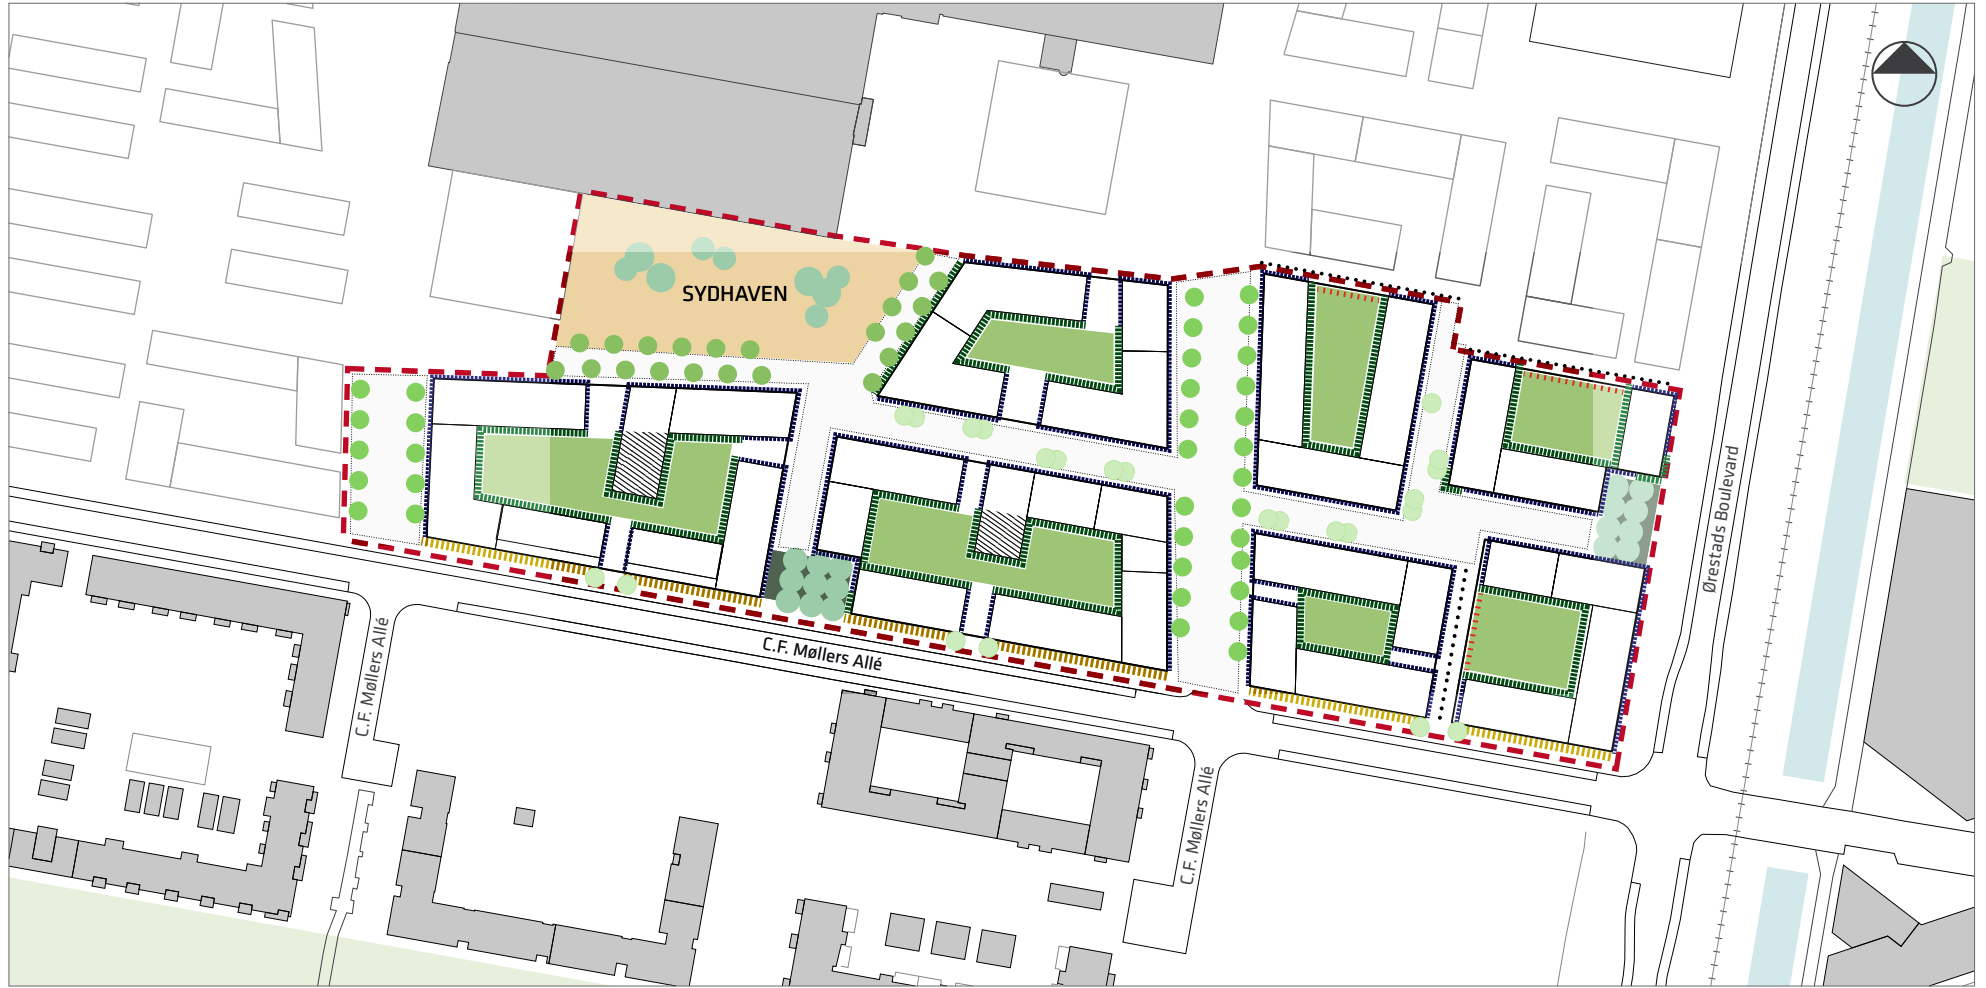 SYDHAVEN
Ørestads Boulevard
C.F. Møllers Allé
C.F. Møllers Allé
C.F. Møllers Allé